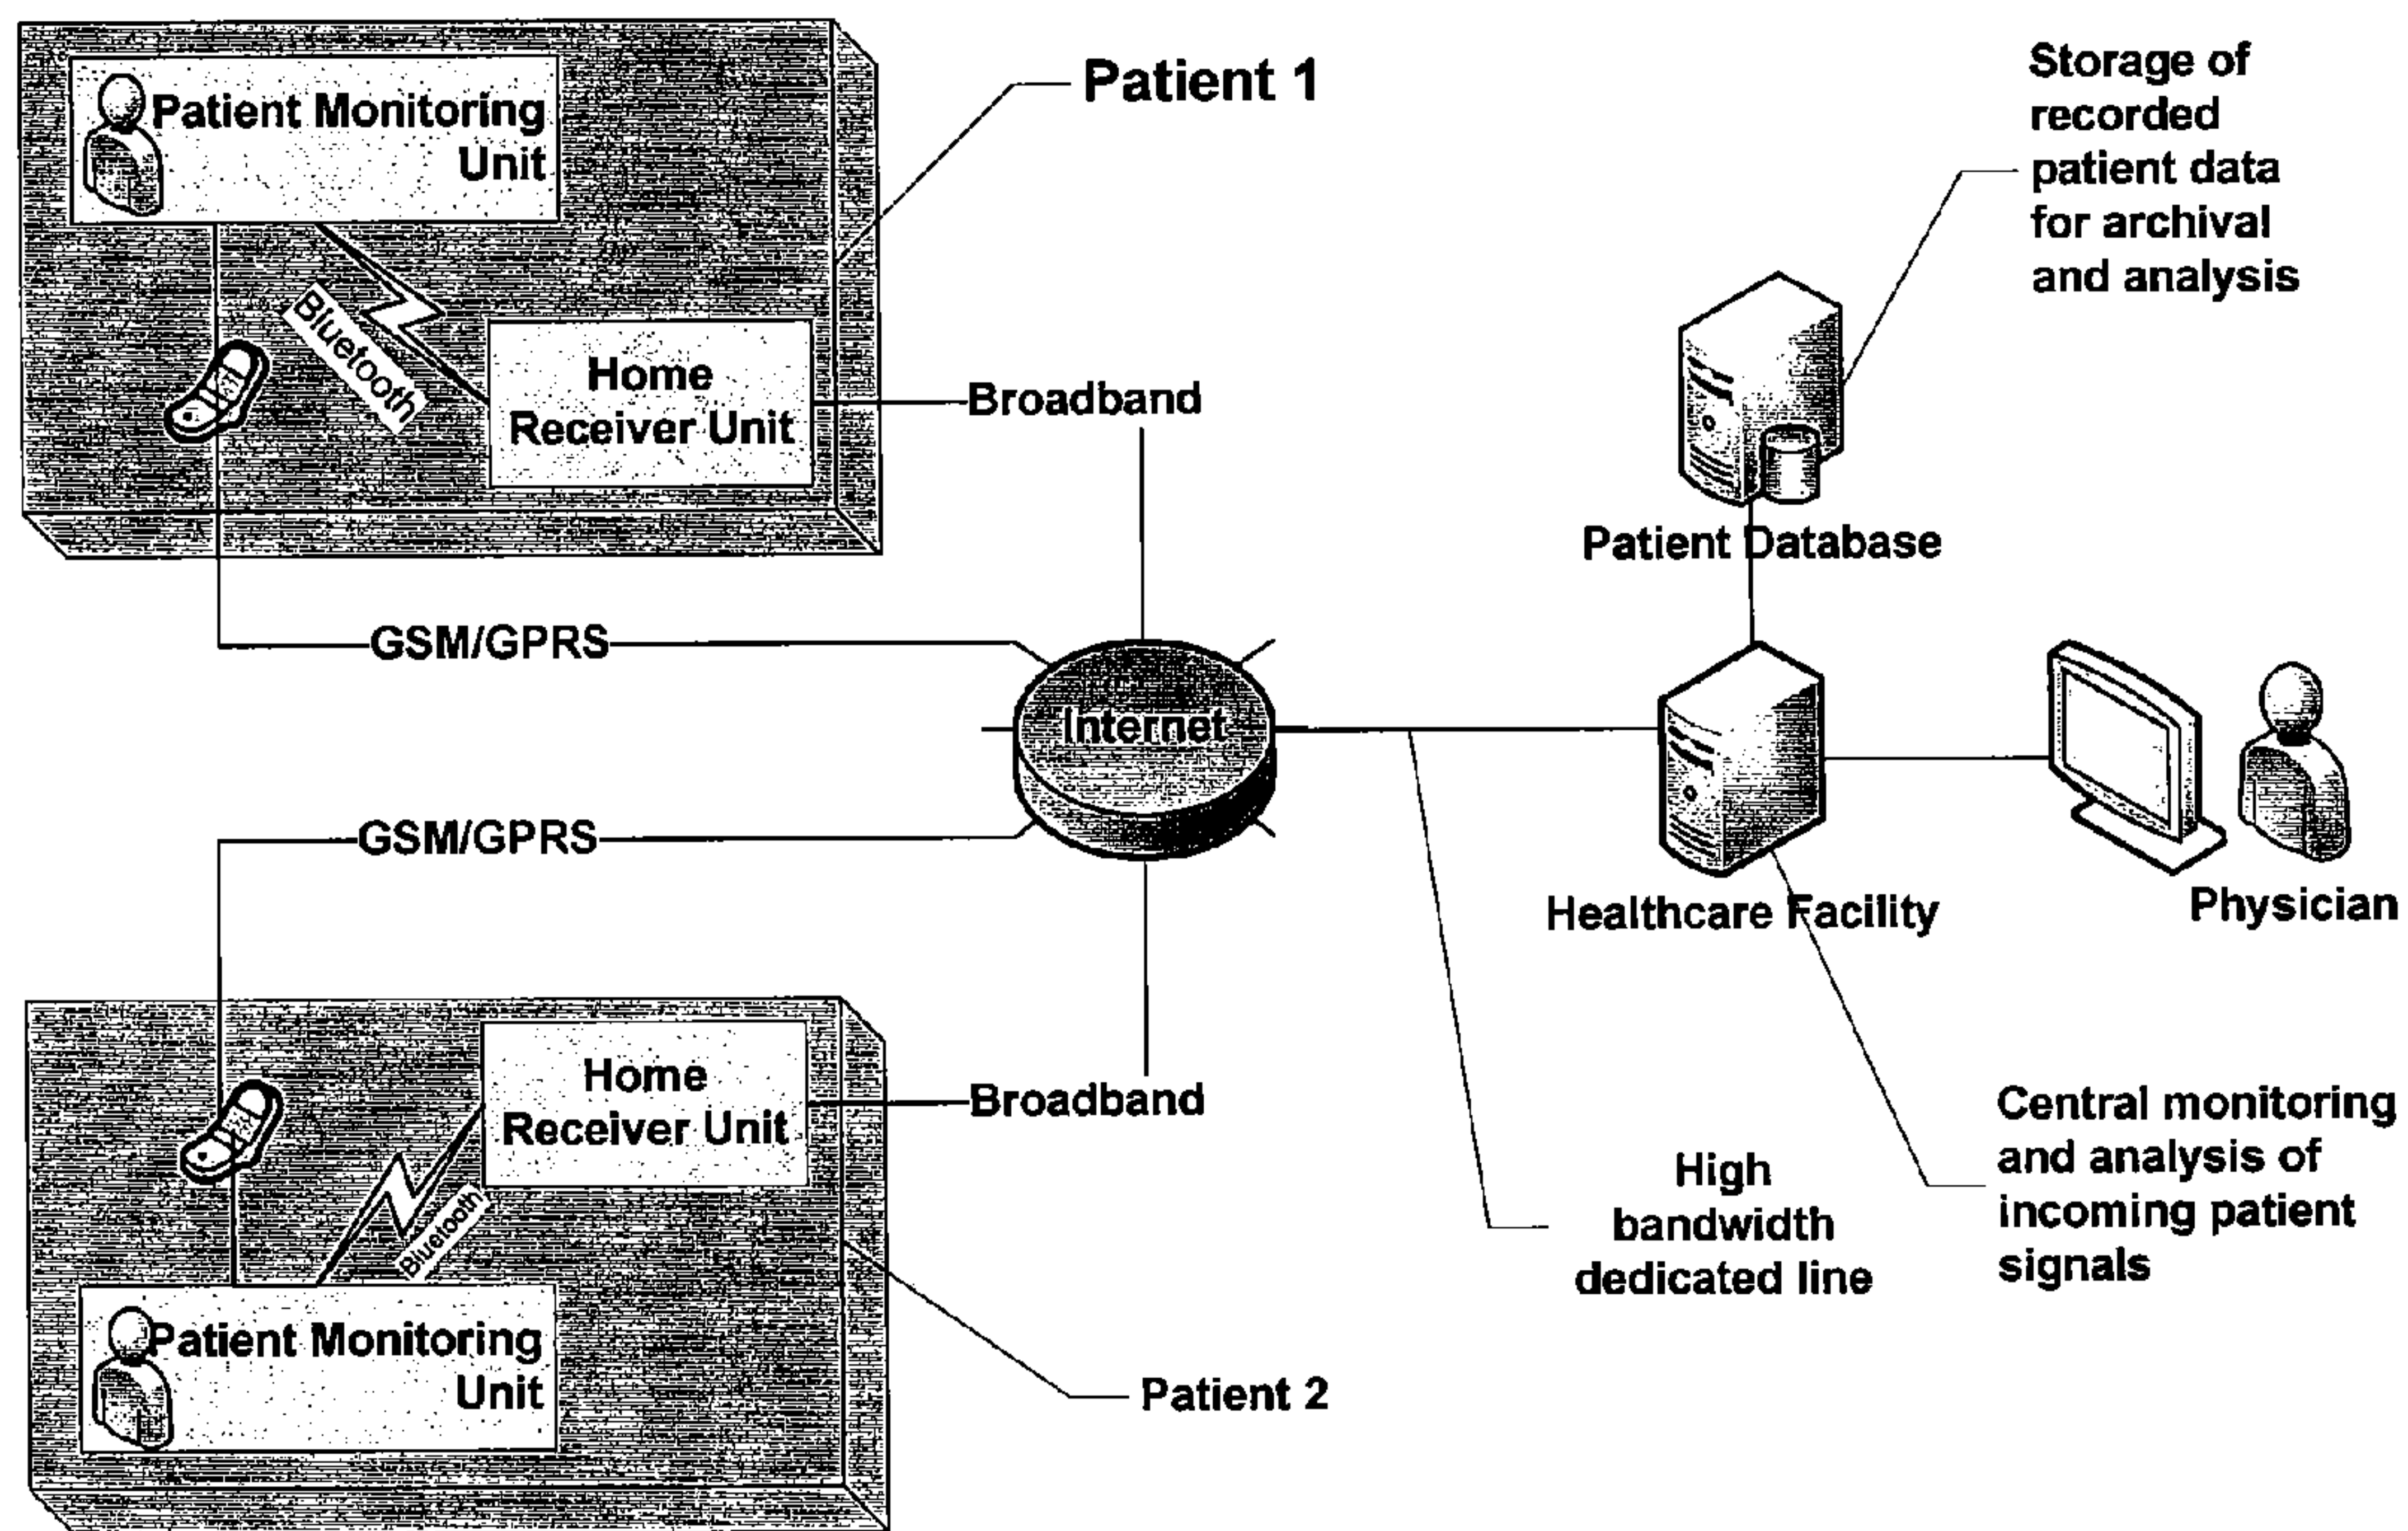 Patient Monitoring
Unit
Bluetooth
Home
Receiver Unit
Patient 1
Broadband
GSM/GPRS
Storage of
recorded
patient data
for archival
and analysis
Patient Database
Internet
Healthcare Facility
Physician
GSM/GPRS
Home
Receiver Unit
Bluetooth
Patient Monitoring
Unit
Broadband
Patient 2
High
bandwidth
dedicated line
Central monitoring
and analysis of
incoming patient
signals